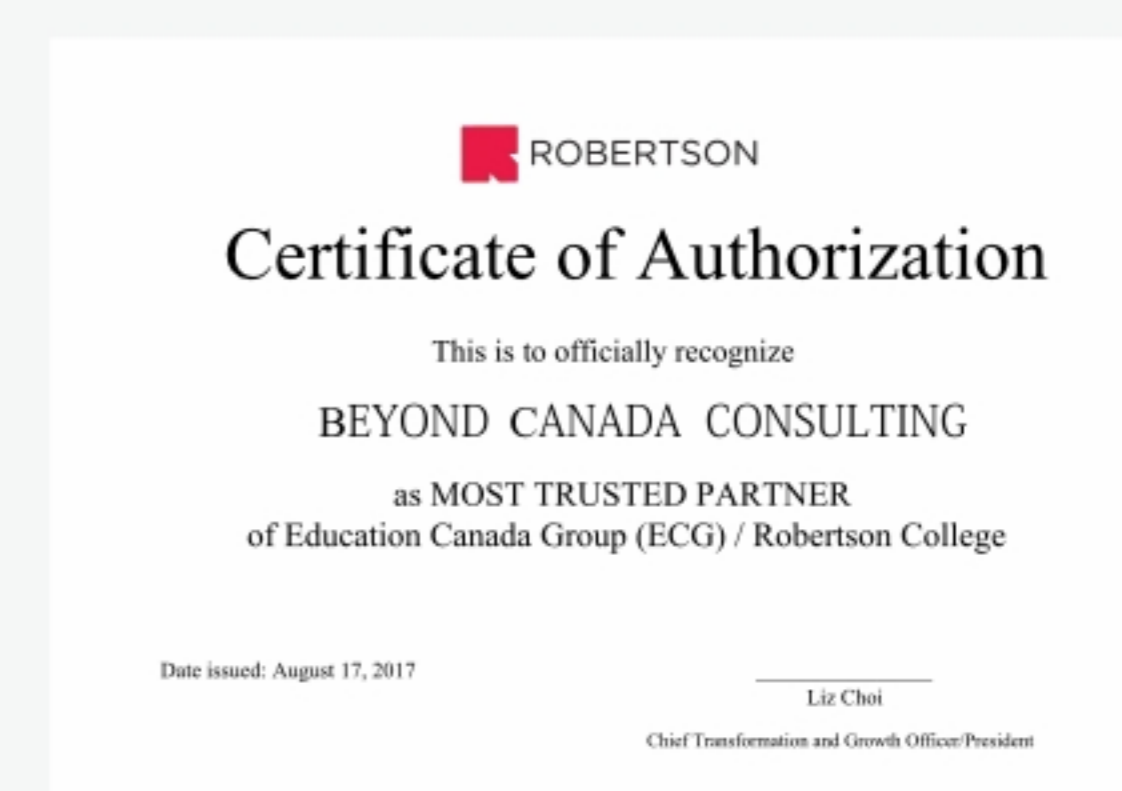 ROBERTSON
Certificate of Authorization
This is to officially recognize
BEYOND CANADA CONSULTING
as MOST TRUSTED PARTNER
of Education Canada Group (ECG) / Robertson College
Date issued: August 17, 2017
Liz Choi
Chief Transformation and Growth Officer/President